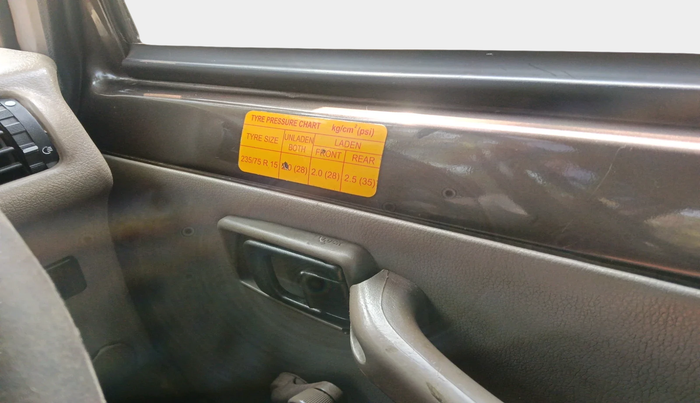 TYRE PRESSURE CHART kg/cm² (psi)
TYRE SIZE UNLADEN BOTH LADEN
FRONT REAR
235/75 R.15 (28) 2.0 (28) 2.5 (35)